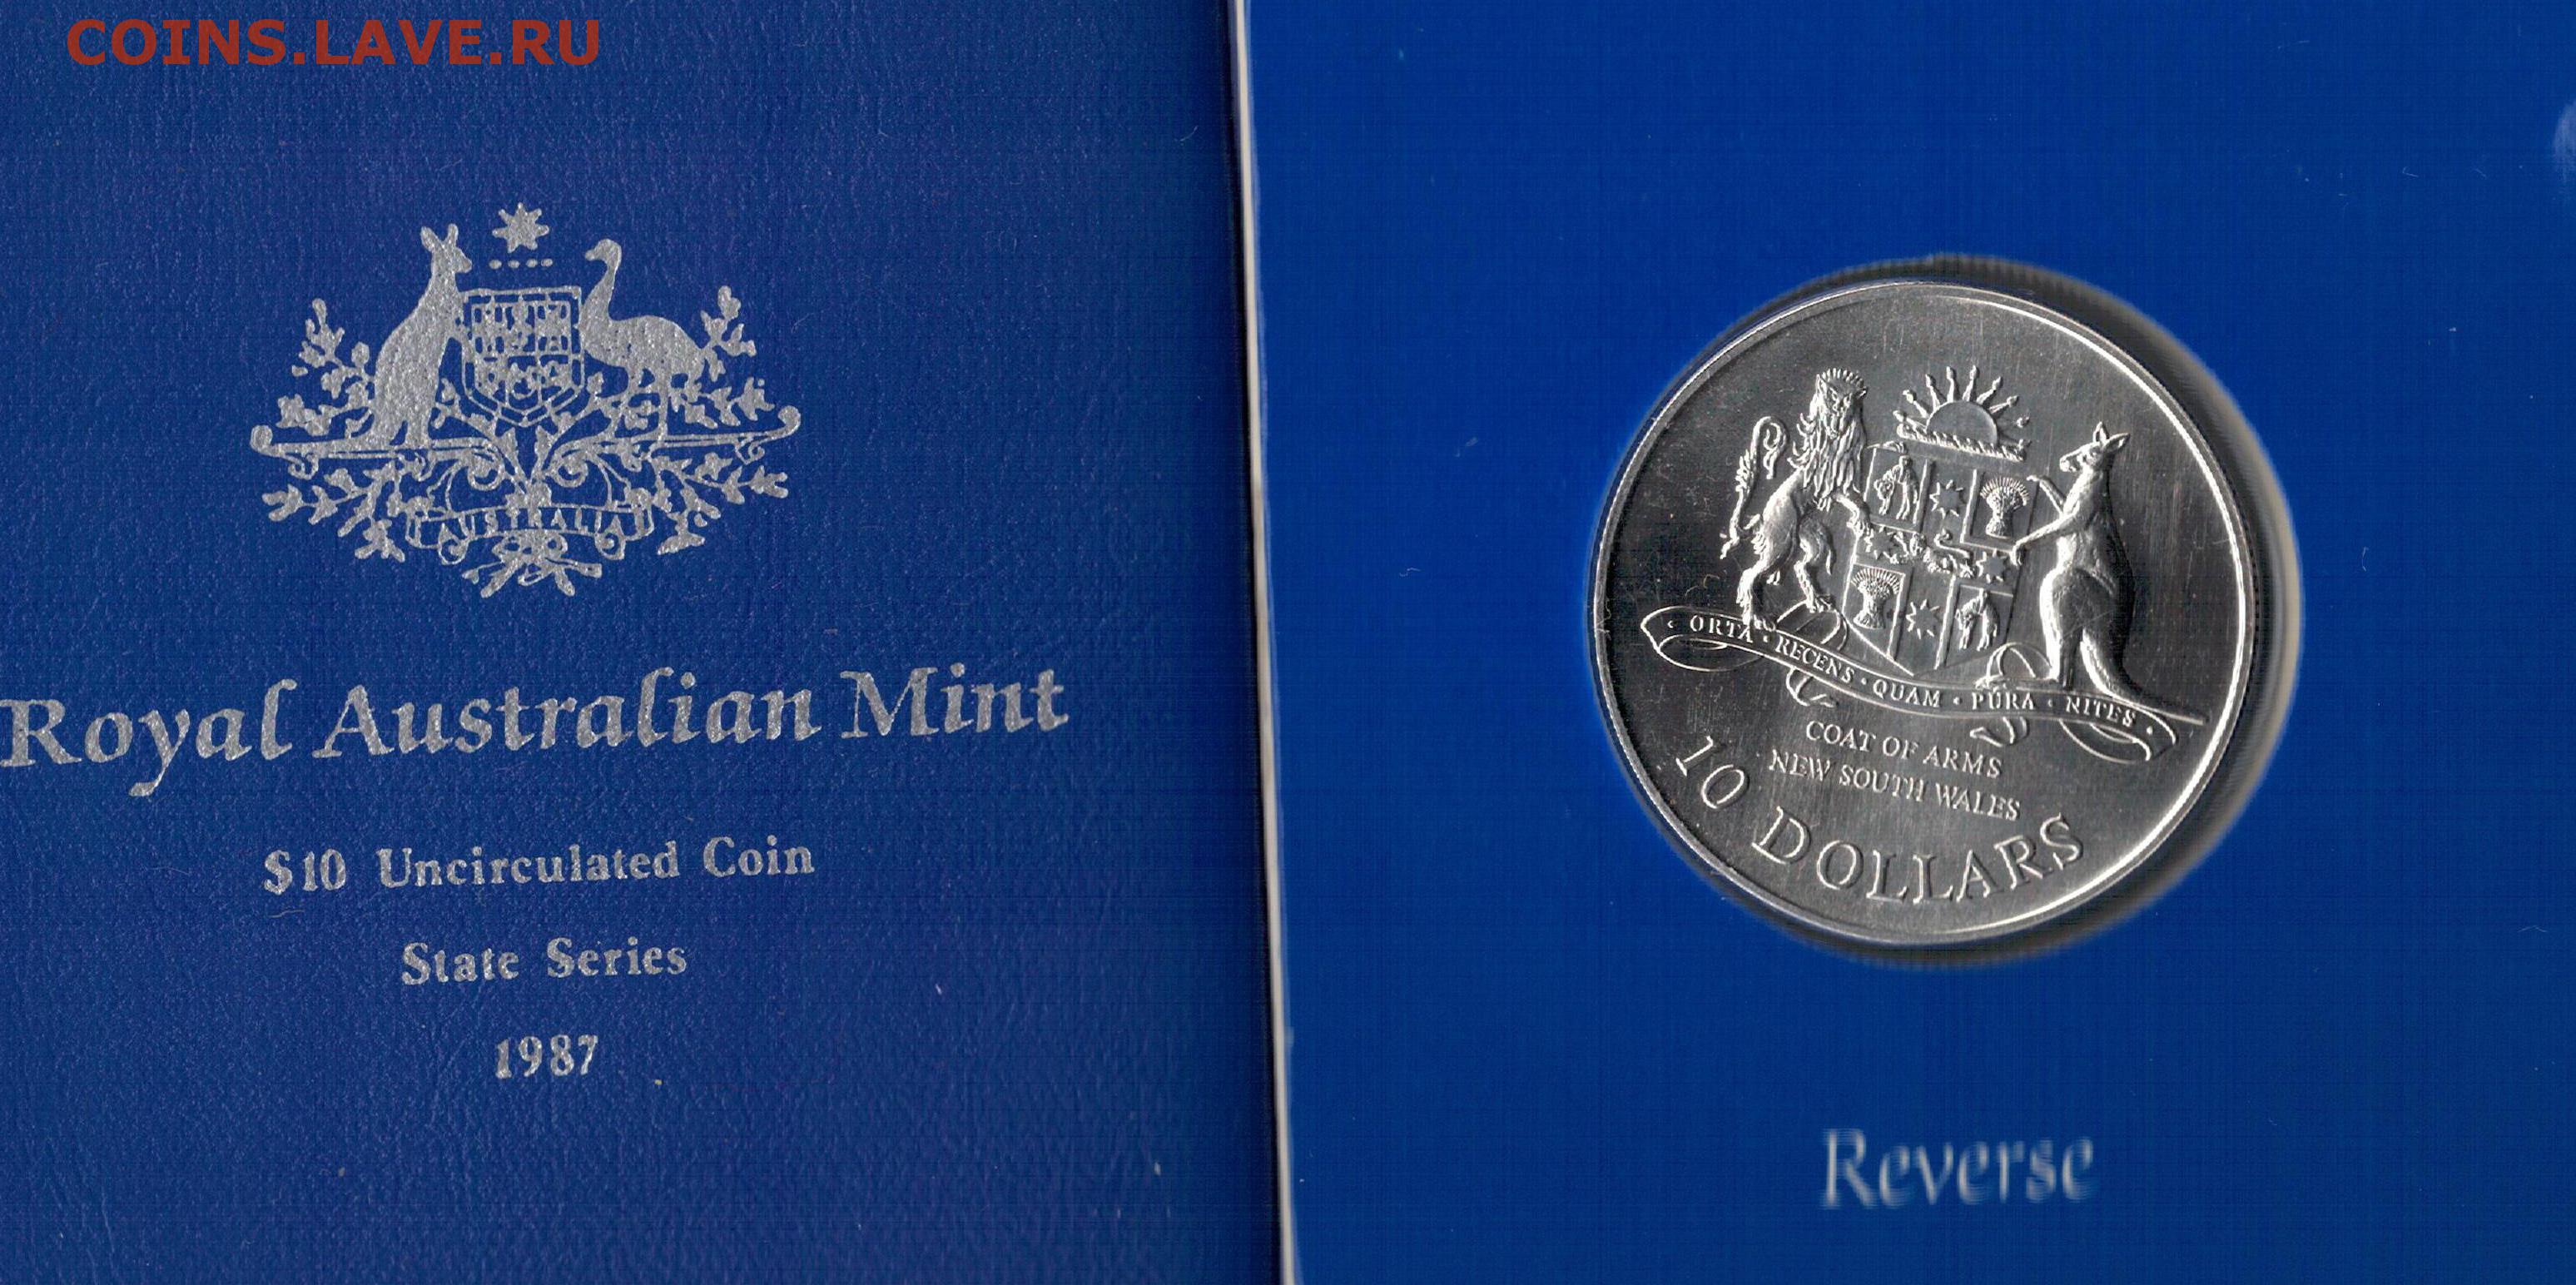 COINS.LAVE.RU
AUSTRALIA
Royal Australian Mint
$10 Uncirculated Coin
State Series
1987
ORTA · RECENS · QUAM · PURA · NITES
COAT OF ARMS
NEW SOUTH WALES
10 DOLLARS
Reverse